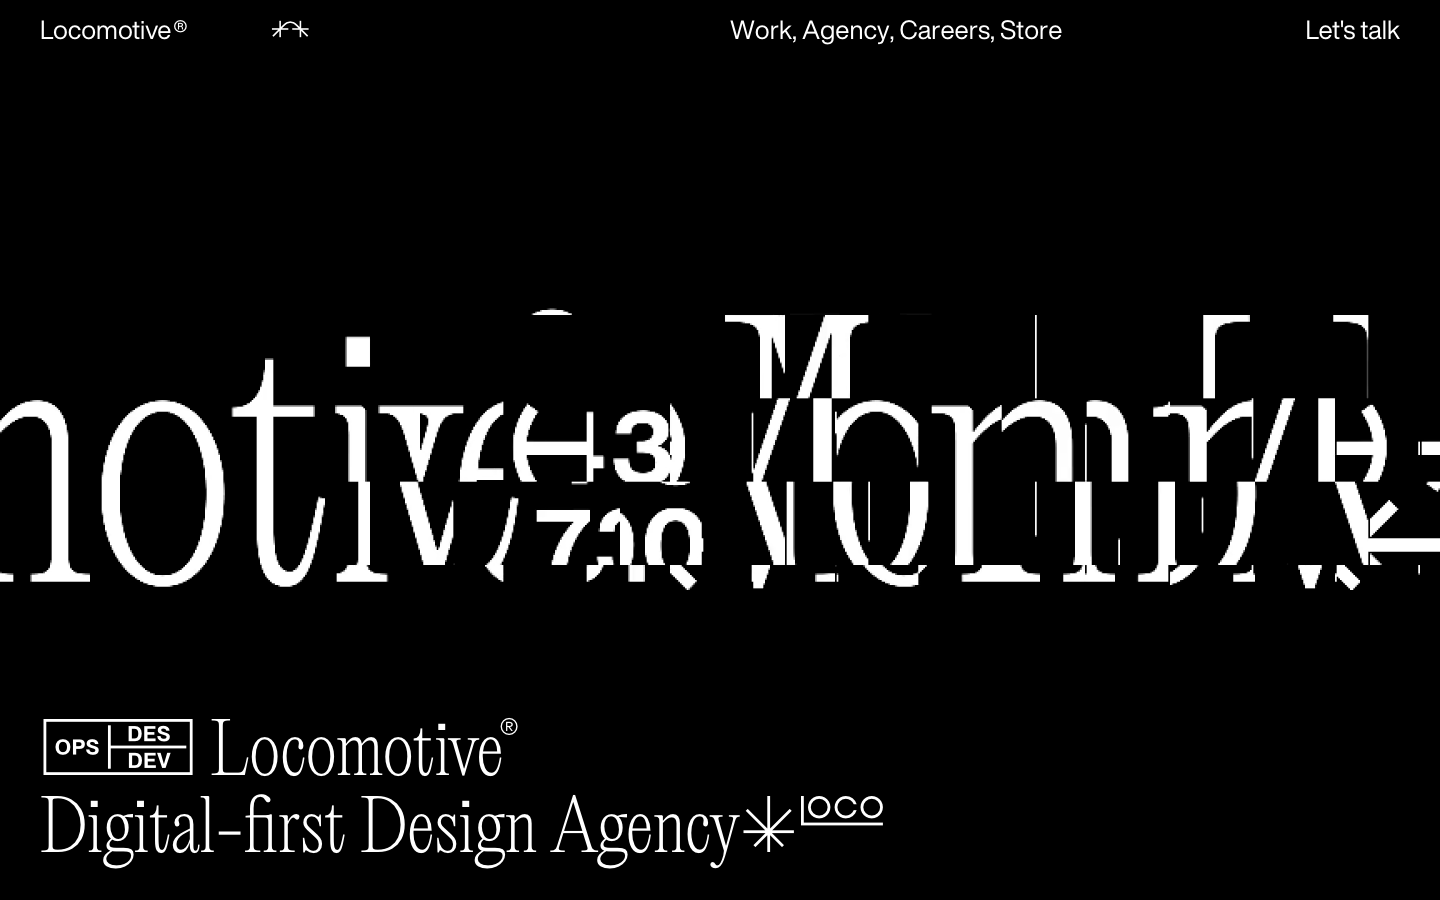 Locomotive®
Work, Agency, Careers, Store
Let's talk
OPS DES DEV Locomotive®
Digital-first Design Agency LOCO